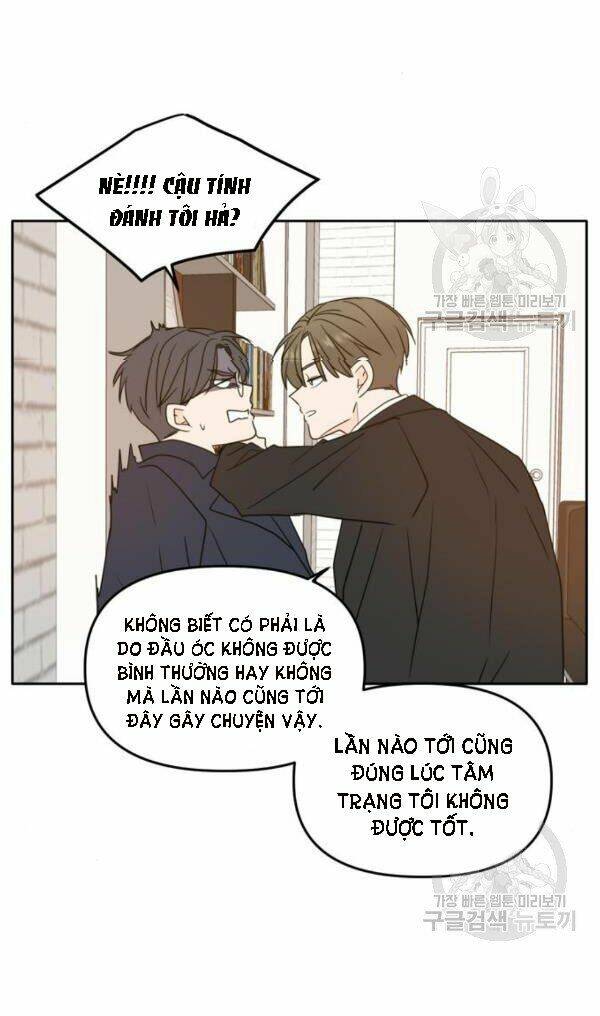 NÈ!!!! CẬU TÍNH
ĐÁNH TÔI HẢ?
가장 빠른 웹툰 미리보기
구글검색 뉴토끼
KHÔNG BIẾT CÓ PHẢI LÀ
DO ĐẦU ÓC KHÔNG ĐƯỢC
BÌNH THƯỜNG HAY KHÔNG
MÀ LẦN NÀO CŨNG TỚI
ĐÂY GÂY CHUYỆN VẬY.
LẦN NÀO TỚI CŨNG
ĐÚNG LÚC TÂM
TRẠNG TÔI KHÔNG
ĐƯỢC TỐT.
가장 빠른 웹툰 미리보기
구글검색 뉴토끼